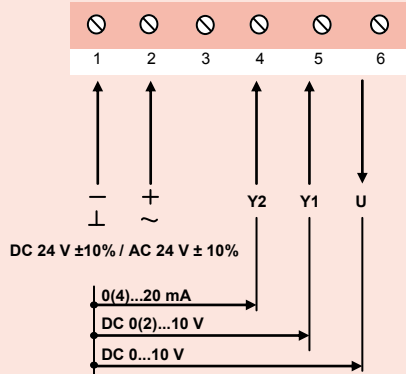 1 2 3 4 5 6
− +
⊥ ~
Y2 Y1 U
DC 24 V ±10% / AC 24 V ± 10%
0(4)...20 mA
DC 0(2)...10 V
DC 0...10 V